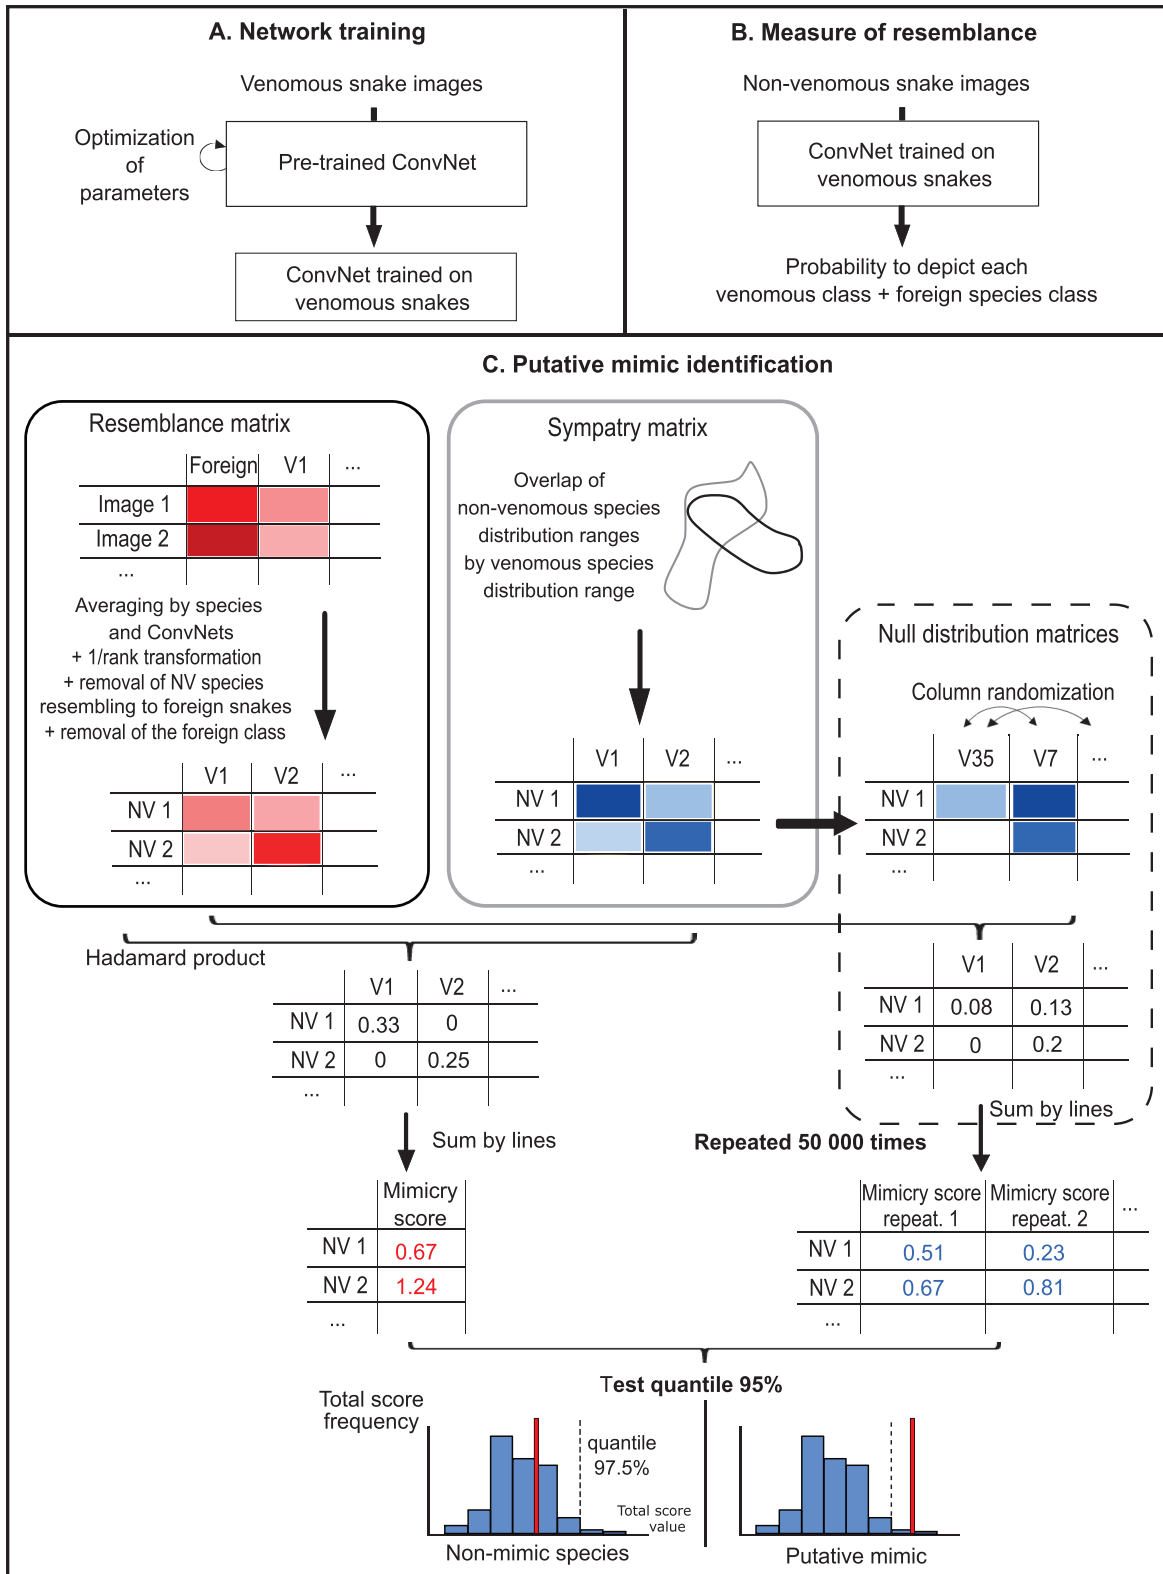 A. Network training
Venomous snake images
Optimization
of
parameters
Pre-trained ConvNet
ConvNet trained on
venomous snakes
B. Measure of resemblance
Non-venomous snake images
ConvNet trained on
venomous snakes
Probability to depict each
venomous class + foreign species class
C. Putative mimic identification
Resemblance matrix
Foreign V1 ...
Image 1
Image 2
...
Averaging by species
and ConvNets
+ 1/rank transformation
+ removal of NV species
resembling to foreign snakes
+ removal of the foreign class
V1 V2 ...
NV 1
NV 2
...
Sympatry matrix
Overlap of
non-venomous species
distribution ranges
by venomous species
distribution range
V1 V2 ...
NV 1
NV 2
...
Null distribution matrices
Column randomization
V35 V7 ...
NV 1
NV 2
...
Hadamard product
V1 V2 ...
NV 1 0.33 0
NV 2 0 0.25
...
V1 V2 ...
NV 1 0.08 0.13
NV 2 0 0.2
...
Sum by lines
Sum by lines
Repeated 50 000 times
Mimicry
score
NV 1 0.67
NV 2 1.24
...
Mimicry score Mimicry score ...
repeat. 1 repeat. 2
NV 1 0.51 0.23
NV 2 0.67 0.81
...
Test quantile 95%
Total score
frequency
quantile
97.5%
Total score
value
Non-mimic species
Putative mimic